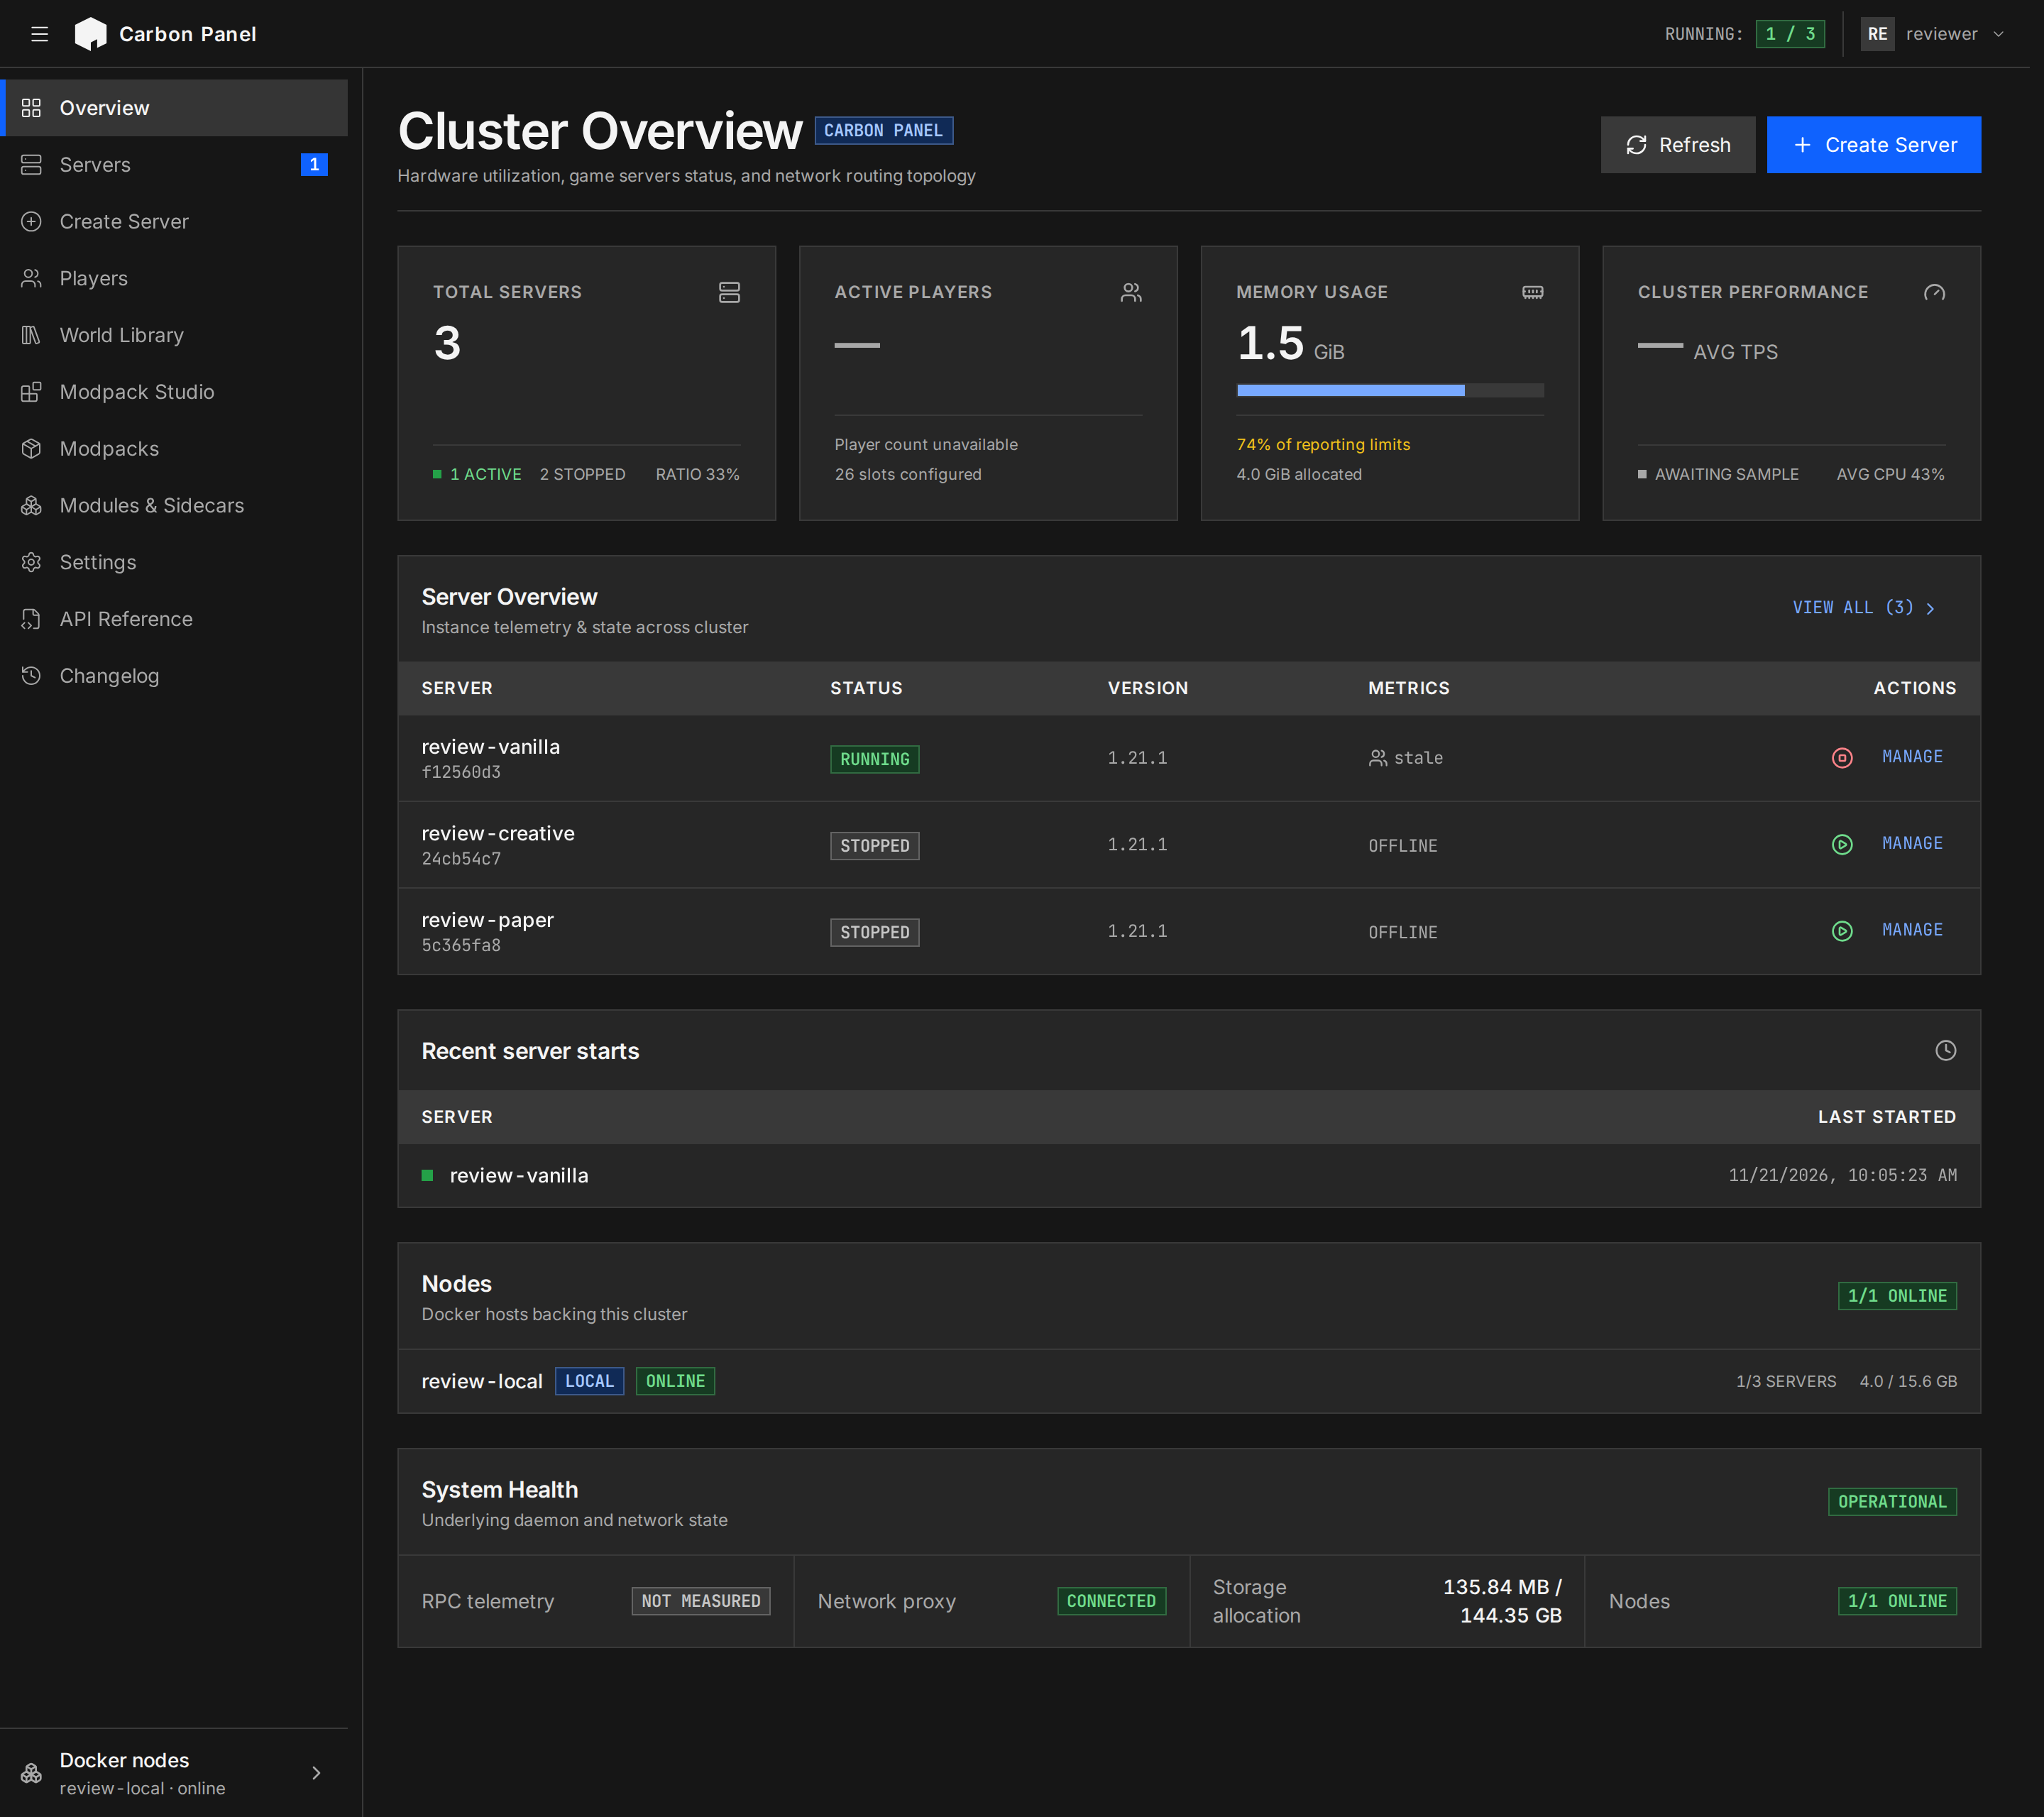 Carbon Panel
RUNNING: 1 / 3
RE reviewer
Overview
Servers 1
Create Server
Players
World Library
Modpack Studio
Modpacks
Modules & Sidecars
Settings
API Reference
Changelog
Docker nodes
review-local · online
Cluster Overview CARBON PANEL
Hardware utilization, game servers status, and network routing topology
Refresh
Create Server
TOTAL SERVERS
3
1 ACTIVE 2 STOPPED RATIO 33%
ACTIVE PLAYERS
—
Player count unavailable
26 slots configured
MEMORY USAGE
1.5 GiB
74% of reporting limits
4.0 GiB allocated
CLUSTER PERFORMANCE
— AVG TPS
AWAITING SAMPLE AVG CPU 43%
Server Overview
Instance telemetry & state across cluster
VIEW ALL (3)
SERVER STATUS VERSION METRICS ACTIONS
review-vanilla
f12560d3
RUNNING 1.21.1 stale MANAGE
review-creative
24cb54c7
STOPPED 1.21.1 OFFLINE MANAGE
review-paper
5c365fa8
STOPPED 1.21.1 OFFLINE MANAGE
Recent server starts
SERVER LAST STARTED
review-vanilla 11/21/2026, 10:05:23 AM
Nodes
Docker hosts backing this cluster
1/1 ONLINE
review-local LOCAL ONLINE 1/3 SERVERS 4.0 / 15.6 GB
System Health
Underlying daemon and network state
OPERATIONAL
RPC telemetry NOT MEASURED
Network proxy CONNECTED
Storage allocation
135.84 MB / 144.35 GB
Nodes 1/1 ONLINE